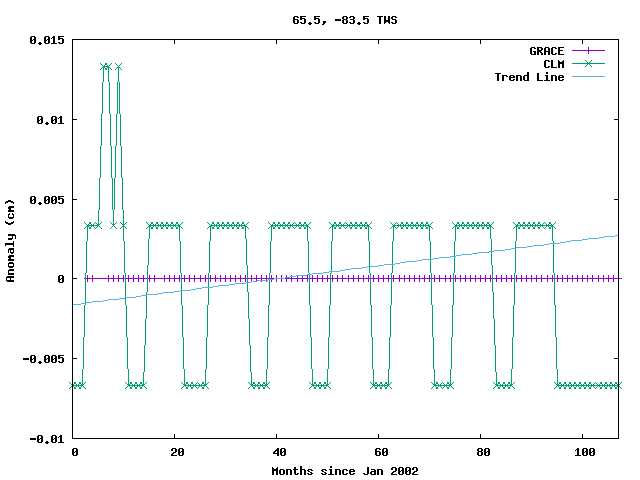 65.5, -83.5 TWS
GRACE
CLM
Trend Line
0.015
0.01
0.005
0
-0.005
-0.01
Anomaly (cm)
0 20 40 60 80 100
Months since Jan 2002